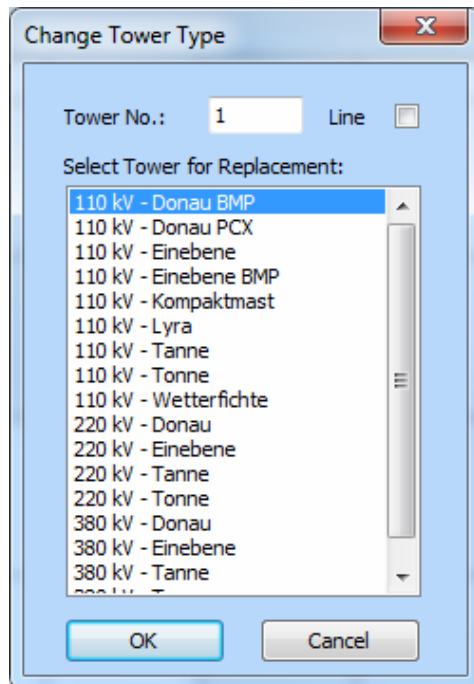 Change Tower Type
Tower No.: 1 Line
Select Tower for Replacement:
110 kV - Donau BMP
110 kV - Donau PCX
110 kV - Einebene
110 kV - Einebene BMP
110 kV - Kompaktmast
110 kV - Lyra
110 kV - Tanne
110 kV - Tonne
110 kV - Wetterfichte
220 kV - Donau
220 kV - Einebene
220 kV - Tanne
220 kV - Tonne
380 kV - Donau
380 kV - Einebene
380 kV - Tanne
OK Cancel